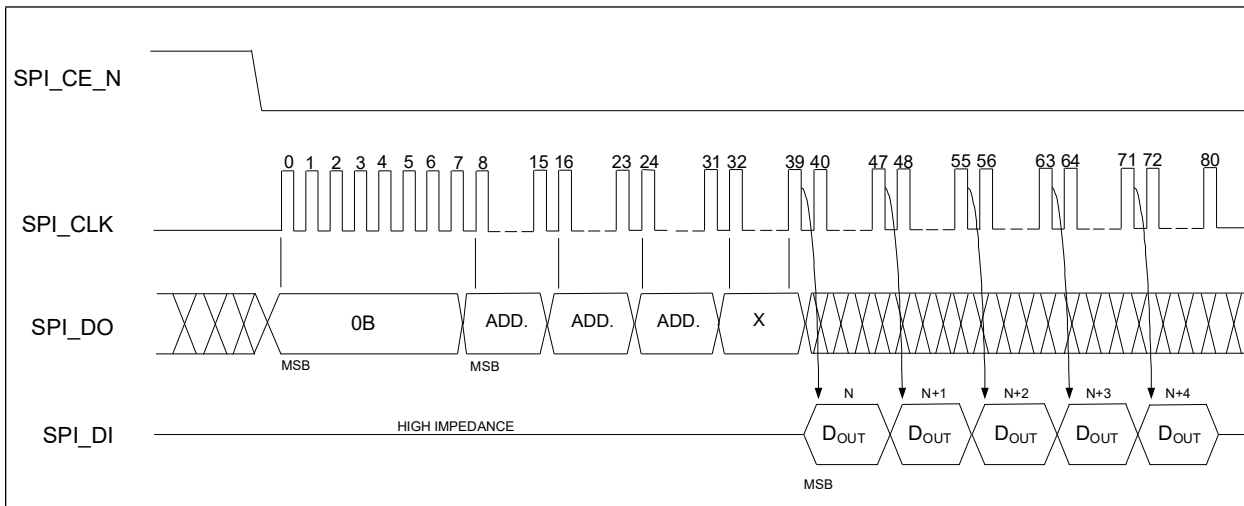 SPI_CE_N
0 1 2 3 4 5 6 7 8 15 16 23 24 31 32 39 40 47 48 55 56 63 64 71 72 80
SPI_CLK
SPI_DO
0B ADD. ADD. ADD. X
MSB MSB
N N+1 N+2 N+3 N+4
SPI_DI
HIGH IMPEDANCE
DOUT DOUT DOUT DOUT DOUT
MSB